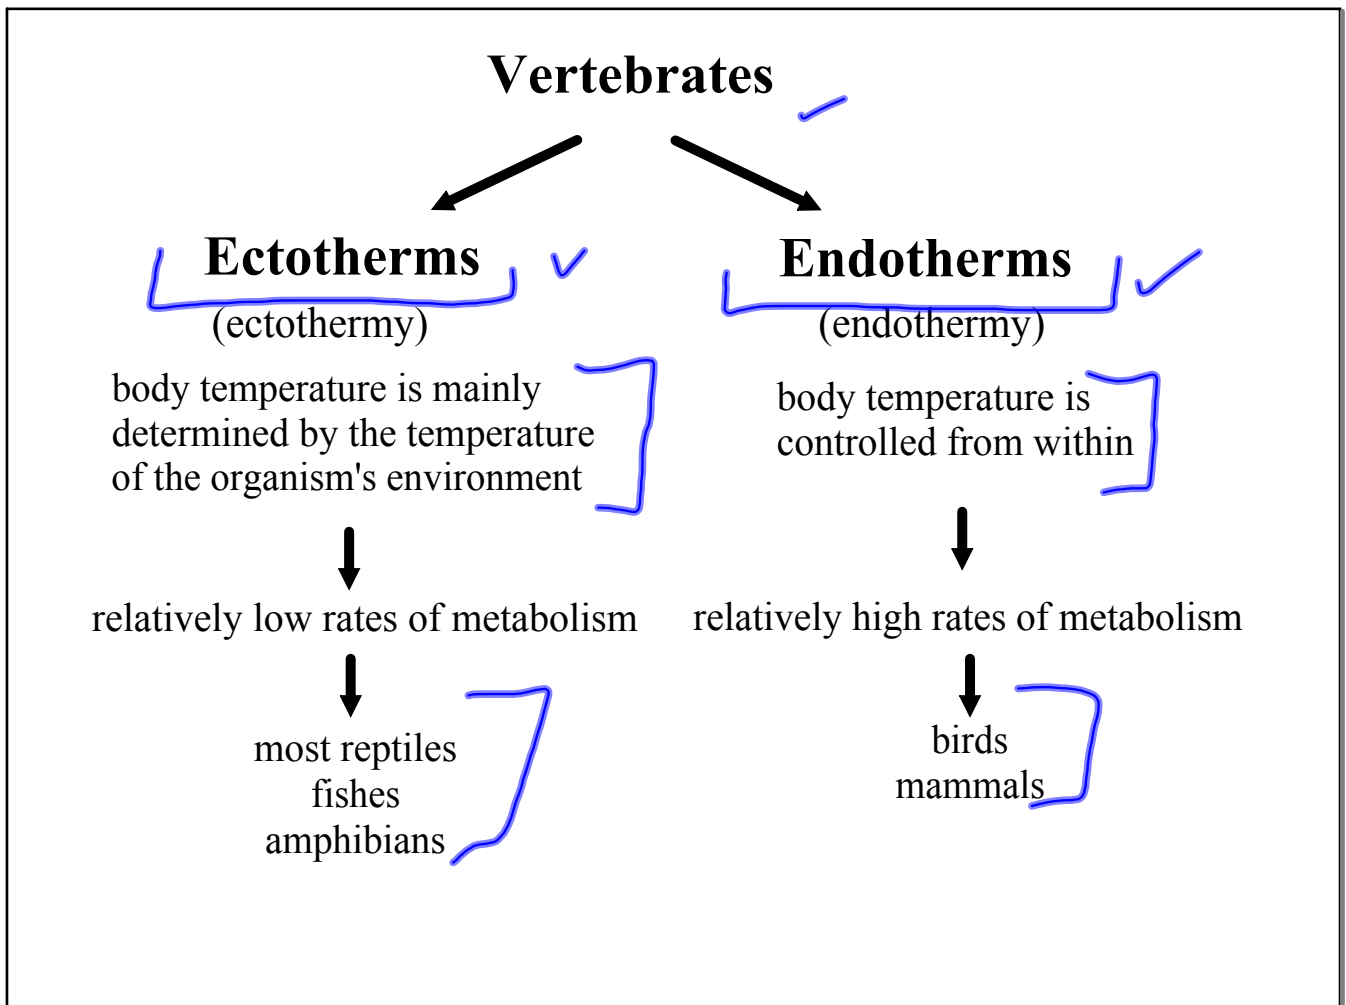 Vertebrates
Ectotherms
(ectothermy)
body temperature is mainly
determined by the temperature
of the organism's environment
relatively low rates of metabolism
most reptiles
fishes
amphibians
Endotherms
(endothermy)
body temperature is
controlled from within
relatively high rates of metabolism
birds
mammals